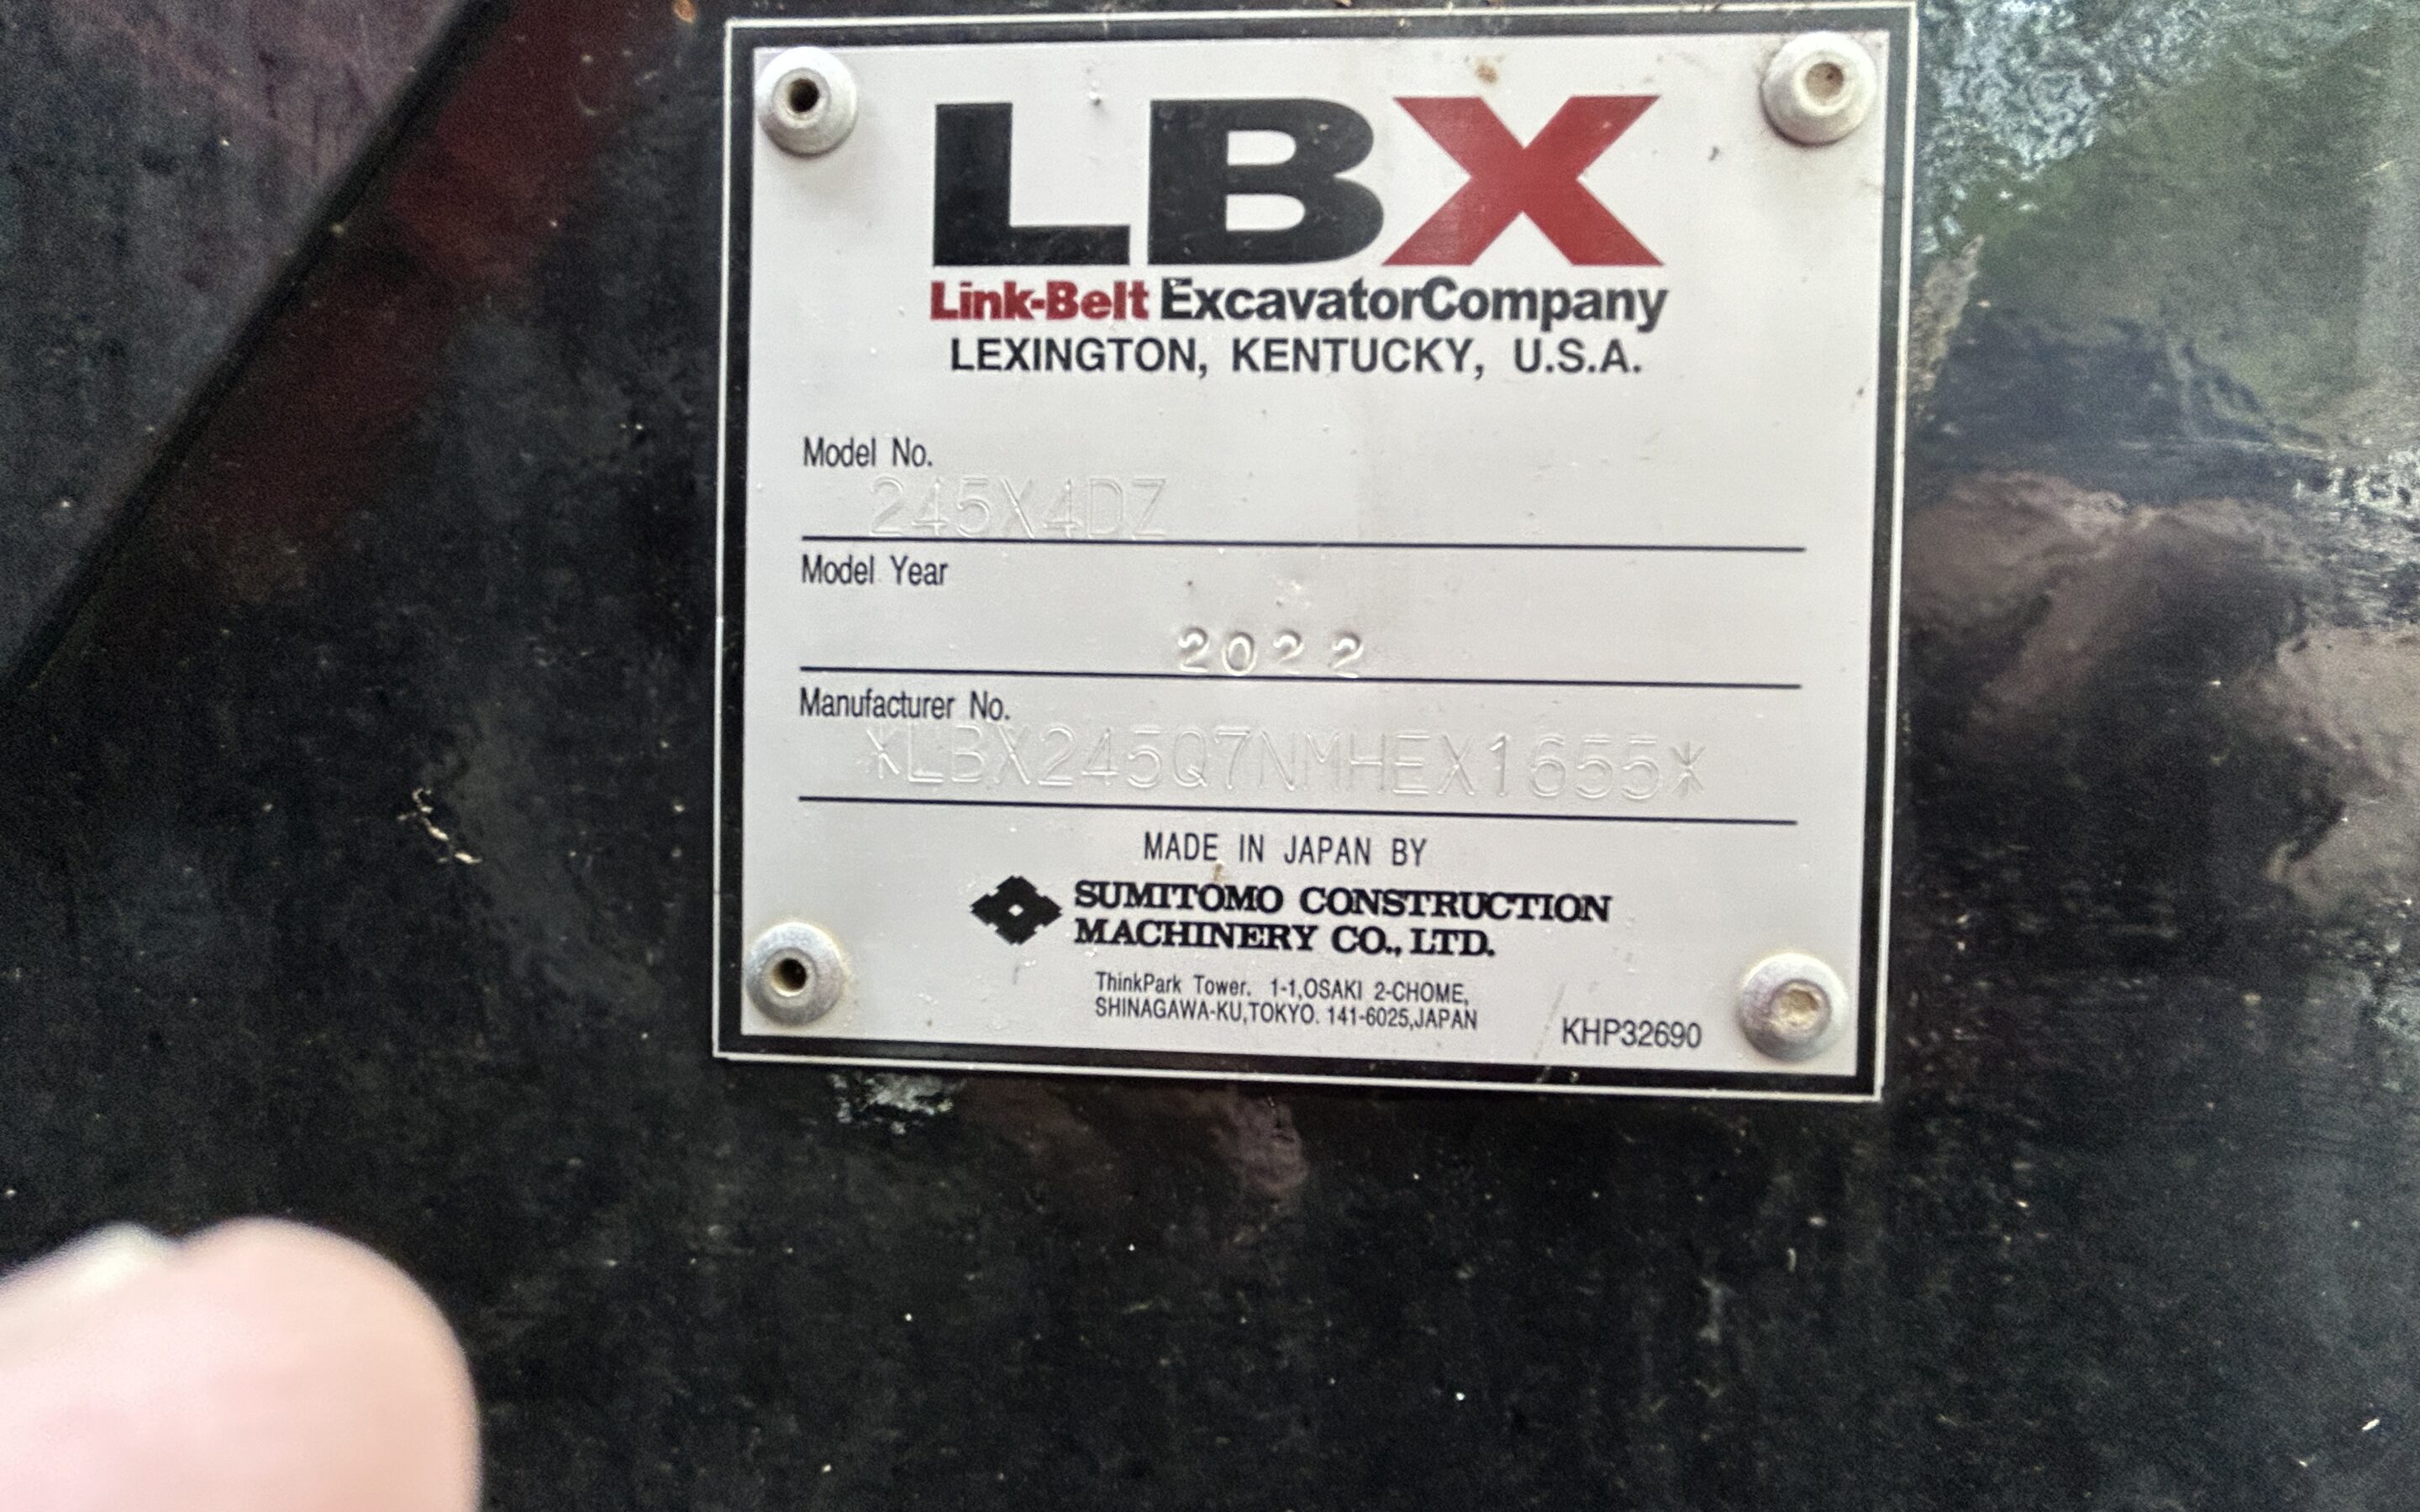 LBX
Link-Belt ExcavatorCompany
LEXINGTON, KENTUCKY, U.S.A.
Model No.
245X4DZ
Model Year
2022
Manufacturer No.
*LBX245Q7NMHEX1655*
MADE IN JAPAN BY
SUMITOMO CONSTRUCTION
MACHINERY CO., LTD.
ThinkPark Tower. 1-1,OSAKI 2-CHOME,
SHINAGAWA-KU,TOKYO. 141-6025,JAPAN
KHP32690